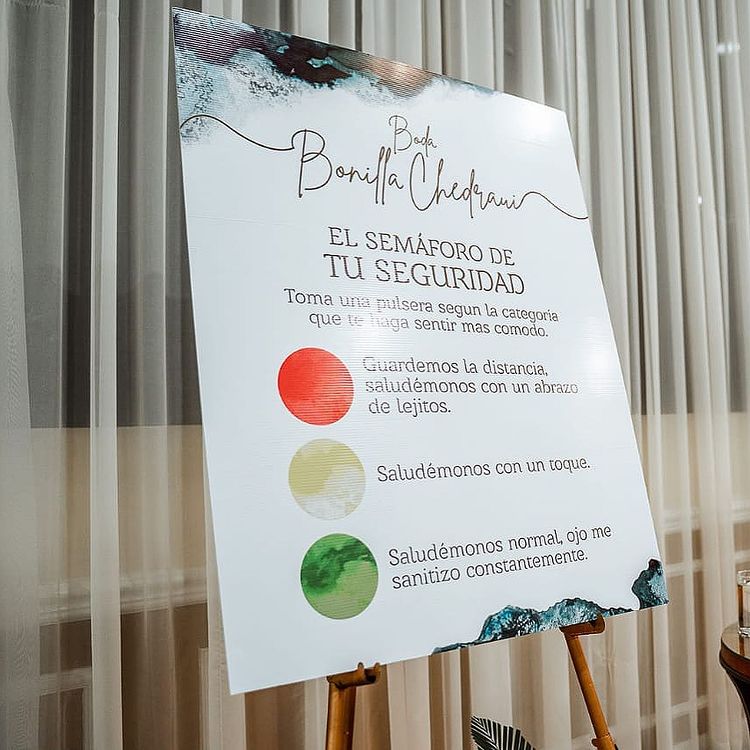 Boda
Bonilla Chedraui
EL SEMÁFORO DE
TU SEGURIDAD
Toma una pulsera segun la categoria
que te haga sentir mas comodo.
Guardemos la distancia,
saludémonos con un abrazo
de lejitos.
Saludémonos con un toque.
Saludémonos normal, ojo me
sanitizo constantemente.